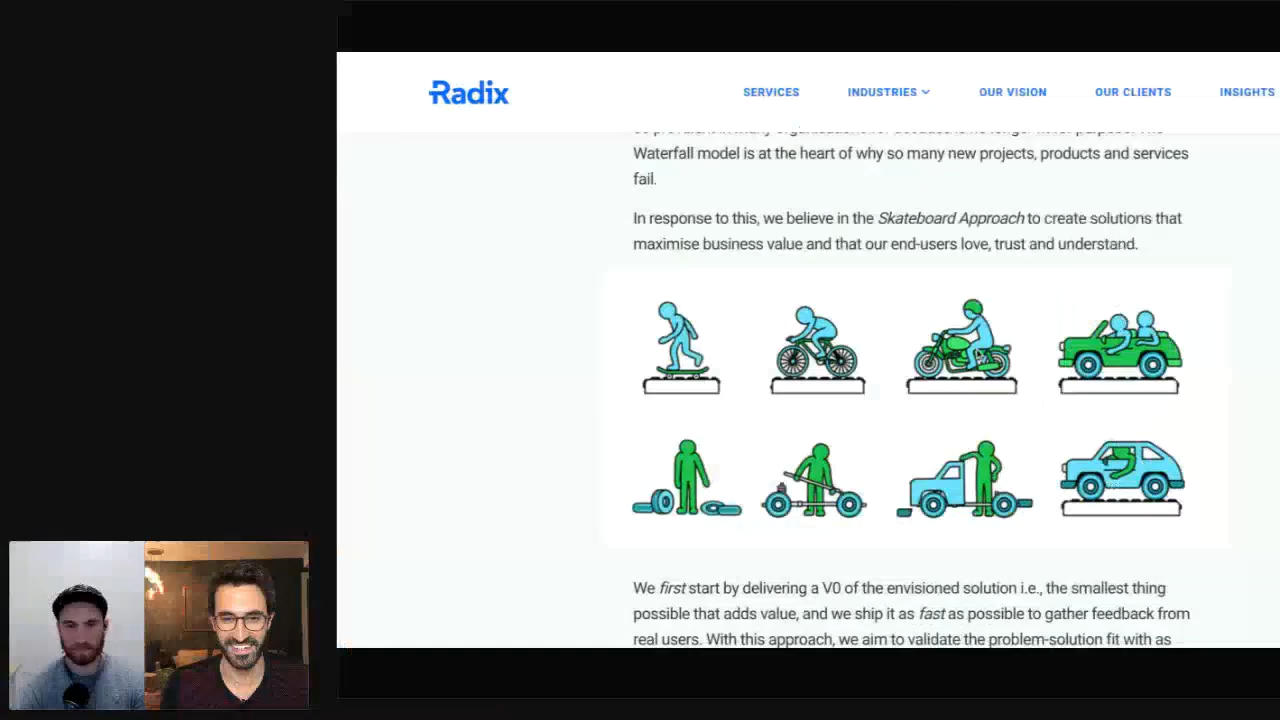 Radix
SERVICES
INDUSTRIES
OUR VISION
OUR CLIENTS
INSIGHTS
Waterfall model is at the heart of why so many new projects, products and services
fail.
In response to this, we believe in the Skateboard Approach to create solutions that
maximise business value and that our end-users love, trust and understand.
We first start by delivering a V0 of the envisioned solution i.e., the smallest thing
possible that adds value, and we ship it as fast as possible to gather feedback from
real users. With this approach, we aim to validate the problem-solution fit with as